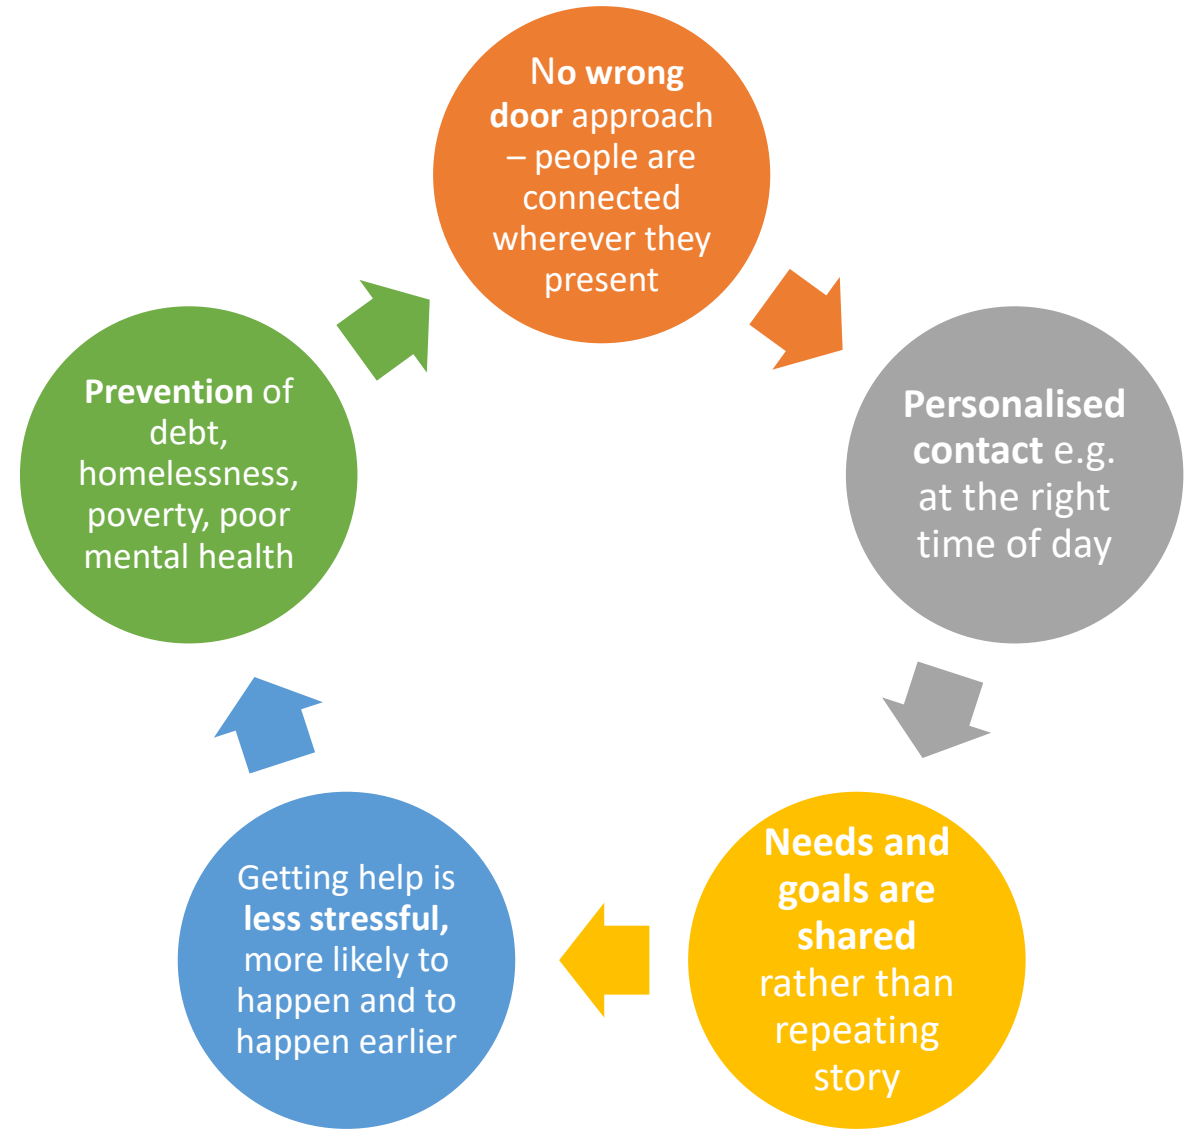 No wrong
door approach
– people are
connected
wherever they
present
Personalised
contact e.g.
at the right
time of day
Needs and
goals are
shared
rather than
repeating
story
Getting help is
less stressful,
more likely to
happen and to
happen earlier
Prevention of
debt,
homelessness,
poverty, poor
mental health